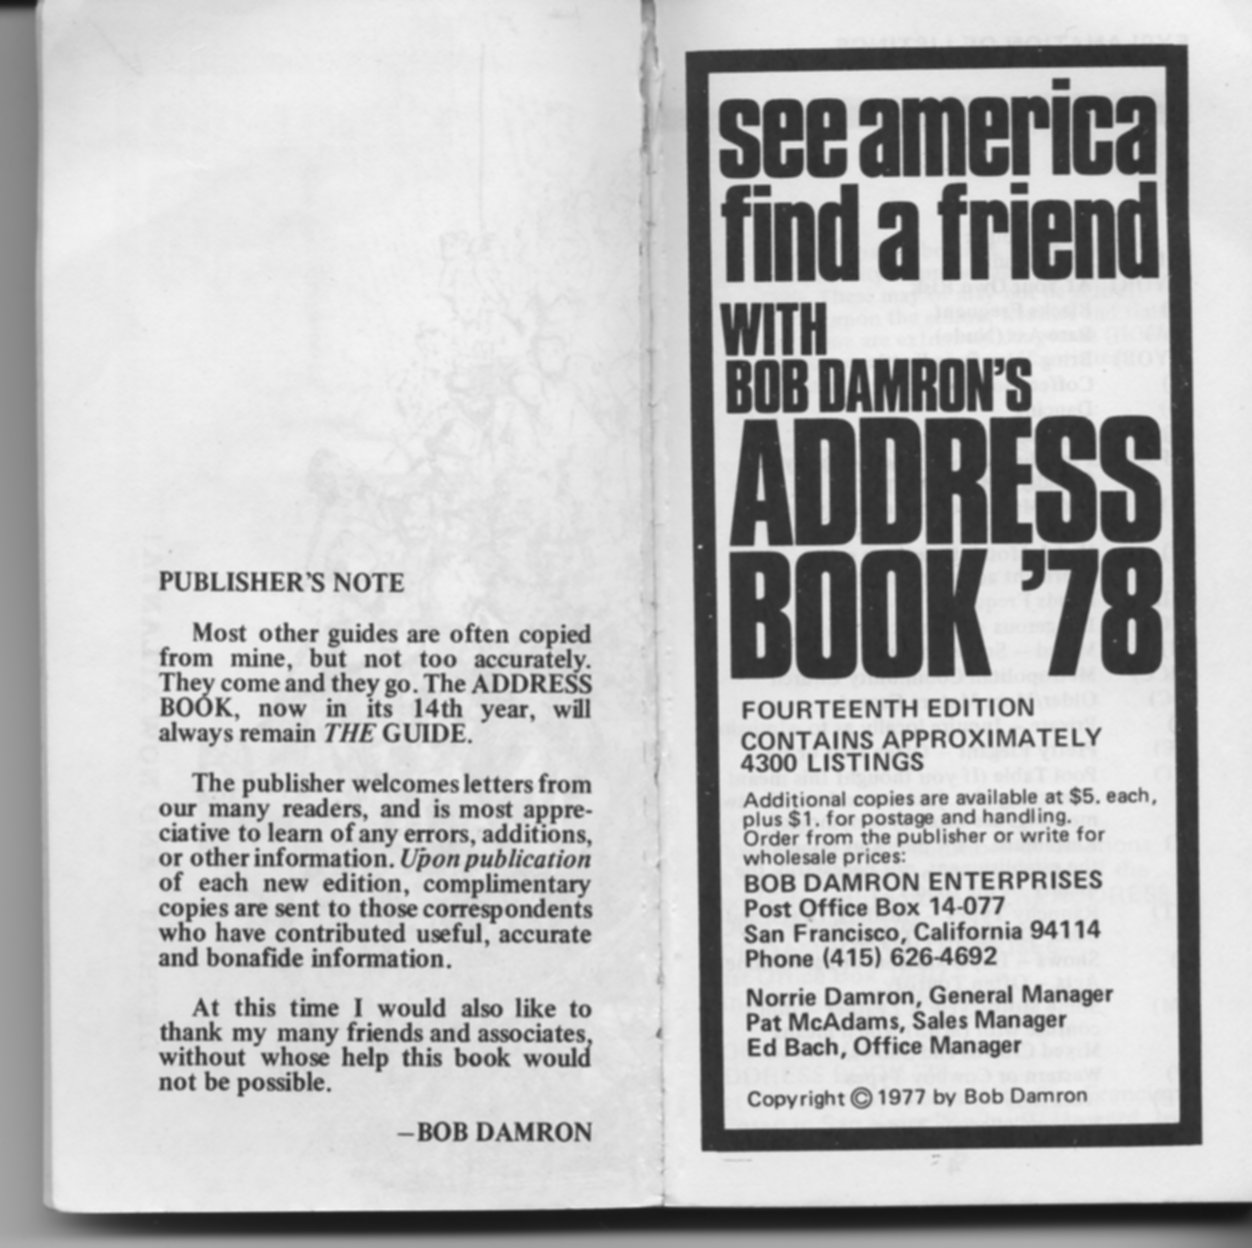 PUBLISHER'S NOTE
Most other guides are often copied
from mine, but not too accurately.
They come and they go. The ADDRESS
BOOK, now in its 14th year, will
always remain THE GUIDE.
The publisher welcomes letters from
our many readers, and is most appre-
ciative to learn of any errors, additions,
or other information. Upon publication
of each new edition, complimentary
copies are sent to those correspondents
who have contributed useful, accurate
and bonafide information.
At this time I would also like to
thank my many friends and associates,
without whose help this book would
not be possible.
—BOB DAMRON
see america
find a friend
WITH
BOB DAMRON'S
ADDRESS
BOOK '78
FOURTEENTH EDITION
CONTAINS APPROXIMATELY
4300 LISTINGS
Additional copies are available at $5. each,
plus $1. for postage and handling.
Order from the publisher or write for
wholesale prices:
BOB DAMRON ENTERPRISES
Post Office Box 14-077
San Francisco, California 94114
Phone (415) 626-4692
Norrie Damron, General Manager
Pat McAdams, Sales Manager
Ed Bach, Office Manager
Copyright © 1977 by Bob Damron